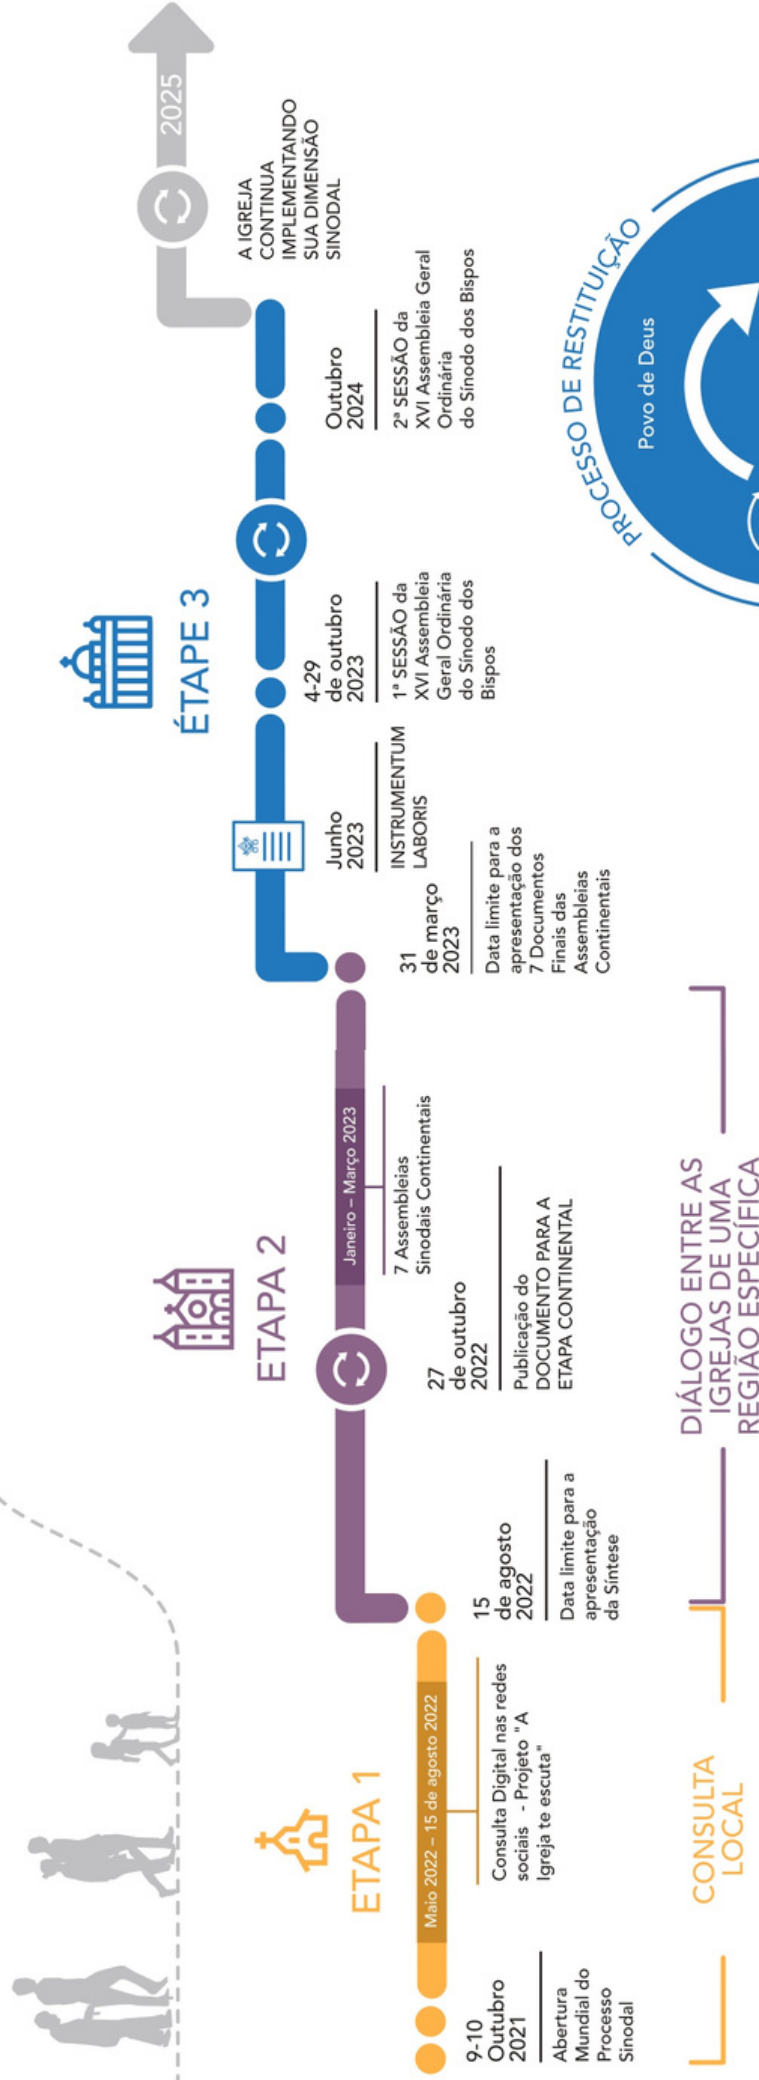 ETAPA 1
9-10
Outubro
2021
Abertura
Mundial do
Processo
Sinodal
Maio 2022 – 15 de agosto 2022
Consulta Digital nas redes
sociais - Projeto "A
Igreja te escuta"
15
de agosto
2022
Data limite para a
apresentação
da Síntese
CONSULTA
LOCAL
ETAPA 2
27
de outubro
2022
Publicação do
DOCUMENTO PARA A
ETAPA CONTINENTAL
Janeiro – Março 2023
7 Assembleias
Sinodais Continentais
31
de março
2023
Data limite para a
apresentação dos
7 Documentos
Finais das
Assembleias
Continentais
DIÁLOGO ENTRE AS
IGREJAS DE UMA
REGIÃO ESPECÍFICA
ÉTAPE 3
Junho
2023
INSTRUMENTUM
LABORIS
4-29
de outubro
2023
1ª SESSÃO da
XVI Assembleia
Geral Ordinária
do Sínodo dos
Bispos
Outubro
2024
2ª SESSÃO da
XVI Assembleia Geral
Ordinária
do Sínodo dos Bispos
2025
A IGREJA
CONTINUA
IMPLEMENTANDO
SUA DIMENSÃO
SINODAL
PROCESSO DE RESTITUIÇÃO
Povo de Deus